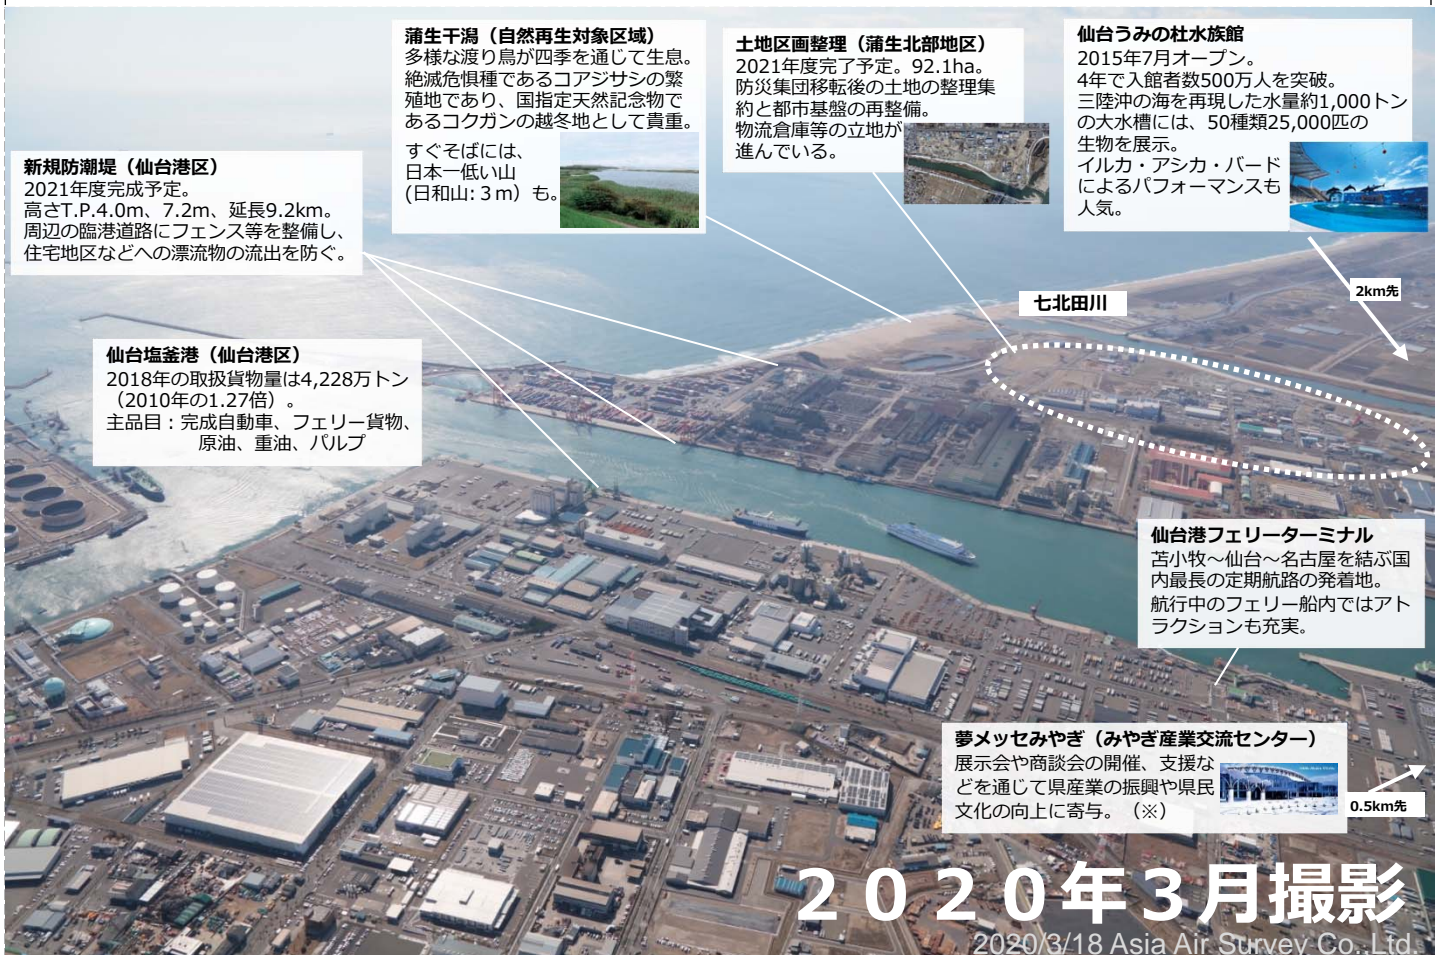 蒲生干潟（自然再生対象区域）
多様な渡り鳥が四季を通じて生息。
絶滅危惧種であるコアジサシの繁
殖地であり、国指定天然記念物で
あるコクガンの越冬地として貴重。
すぐそばには、
日本一低い山
(日和山:３ｍ）も。
土地区画整理（蒲生北部地区）
2021年度完了予定。92.1ha。
防災集団移転後の土地の整理集
約と都市基盤の再整備。
物流倉庫等の立地が
進んでいる。
仙台うみの杜水族館
2015年7月オープン。
4年で入館者数500万人を突破。
三陸沖の海を再現した水量約1,000トン
の大水槽には、50種類25,000匹の
生物を展示。
イルカ・アシカ・バード
によるパフォーマンスも
人気。
2km先
新規防潮堤（仙台港区）
2021年度完成予定。
高さT.P.4.0m、7.2m、延長9.2km。
周辺の臨港道路にフェンス等を整備し、
住宅地区などへの漂流物の流出を防ぐ。
七北田川
仙台塩釜港（仙台港区）
2018年の取扱貨物量は4,228万トン
（2010年の1.27倍）。
主品目：完成自動車、フェリー貨物、
原油、重油、パルプ
仙台港フェリーターミナル
苫小牧～仙台～名古屋を結ぶ国
内最長の定期航路の発着地。
航行中のフェリー船内ではアト
ラクションも充実。
夢メッセみやぎ（みやぎ産業交流センター）
展示会や商談会の開催、支援な
どを通じて県産業の振興や県民
文化の向上に寄与。（※）
0.5km先
２０２０年３月撮影
2020/3/18 Asia Air Survey Co.,Ltd.